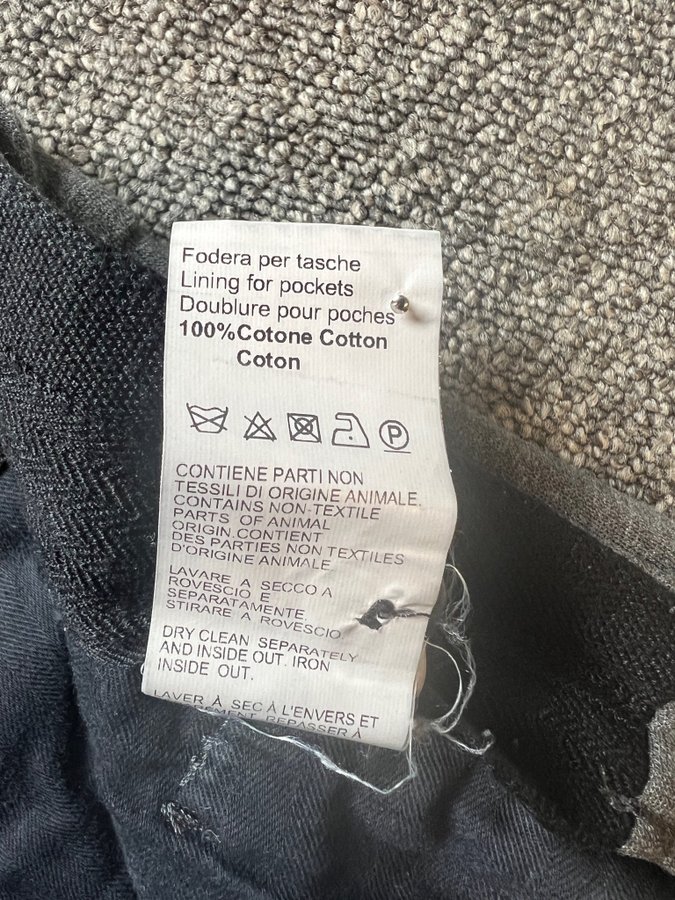 Fodera per tasche
Lining for pockets
Doublure pour poches
100%Cotone Cotton
Coton
P
CONTIENE PARTI NON
TESSILI DI ORIGINE ANIMALE.
CONTAINS NON-TEXTILE
PARTS OF ANIMAL
ORIGIN.CONTIENT
DES PARTIES NON TEXTILES
D'ORIGINE ANIMALE
LAVARE A SECCO A
ROVESCIO E
SEPARATAMENTE.
STIRARE A ROVESCIO
DRY CLEAN SEPARATELY
AND INSIDE OUT. IRON
INSIDE OUT.
LAVER À SEC À L'ENVERS ET
REPASSER À